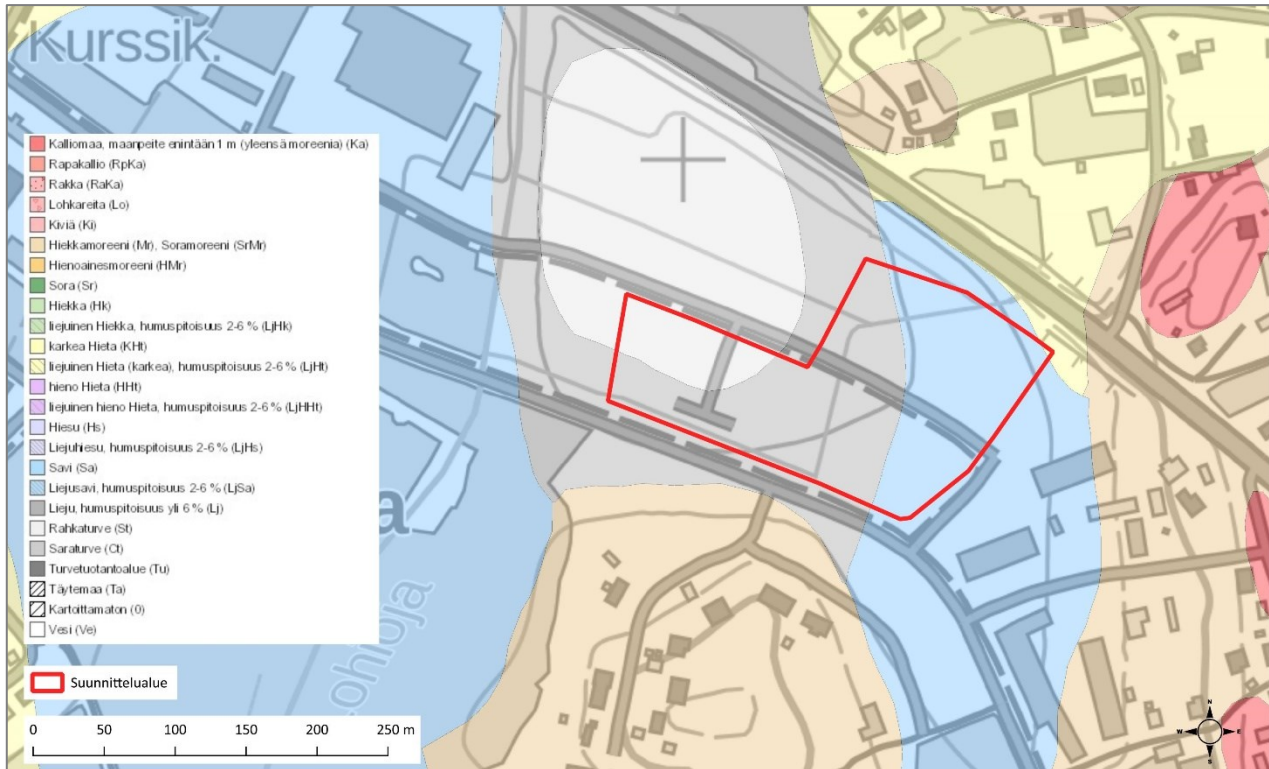 Kurssik.
Kalliomaa, maanpeite enintään 1 m (yleensä moreenia) (Ka)
Rapakallio (RpKa)
Rakka (RaKa)
Lohkareita (Lo)
Kiviä (Ki)
Hiekkamoreeni (Mr), Soramoreeni (SrMr)
Hienoainesmoreeni (HMr)
Sora (Sr)
Hiekka (Hk)
liejuinen Hiekka, humuspitoisuus 2-6 % (LjHk)
karkea Hieta (KHt)
liejuinen Hieta (karkea), humuspitoisuus 2-6 % (LjHt)
hieno Hieta (HHt)
liejuinen hieno Hieta, humuspitoisuus 2-6 % (LjHHt)
Hiesu (Hs)
Liejuhiesu, humuspitoisuus 2-6 % (LjHs)
Savi (Sa)
Liejusavi, humuspitoisuus 2-6 % (LjSa)
Lieju, humuspitoisuus yli 6 % (Lj)
Rahkaturve (St)
Saraturve (Ct)
Turvetuotantoalue (Tu)
Täytemaa (Ta)
Kartoittamaton (0)
Vesi (Ve)
a
Lohioja
Suunnittelualue
0 50 100 150 200 250 m
N
W E
S